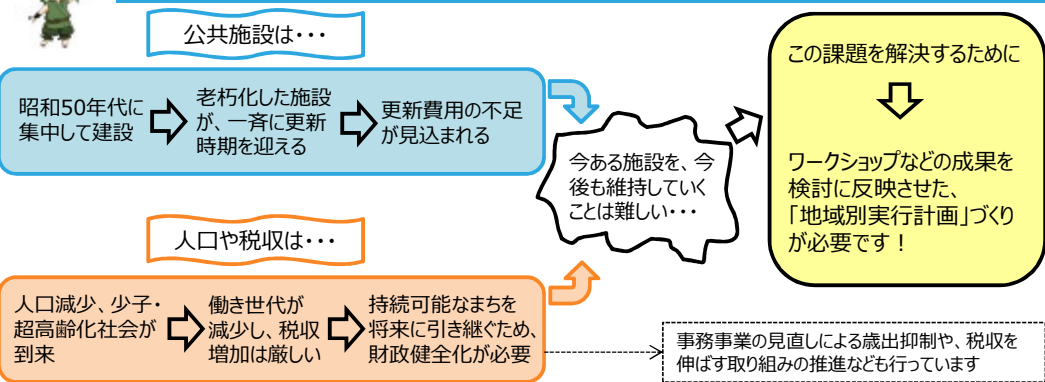 公共施設は・・・
昭和50年代に
集中して建設
老朽化した施設
が、一斉に更新
時期を迎える
更新費用の不足
が見込まれる
今ある施設を、今
後も維持していく
ことは難しい・・・
人口や税収は・・・
人口減少、少子・
超高齢化社会が
到来
働き世代が
減少し、税収
増加は厳しい
持続可能なまちを
将来に引き継ぐため、
財政健全化が必要
この課題を解決するために
ワークショップなどの成果を
検討に反映させた、
「地域別実行計画」づくり
が必要です！
事務事業の見直しによる歳出抑制や、税収を
伸ばす取り組みの推進なども行っています